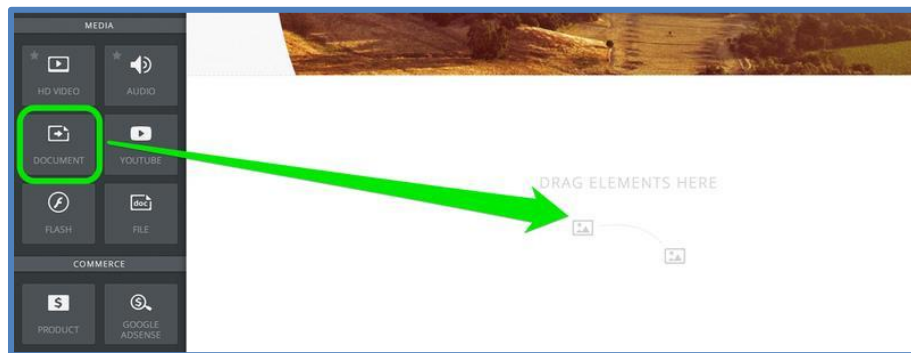 MEDIA
HD VIDEO
AUDIO
DOCUMENT
YOUTUBE
FLASH
doc
FILE
COMMERCE
PRODUCT
GOOGLE
ADSENSE
DRAG ELEMENTS HERE